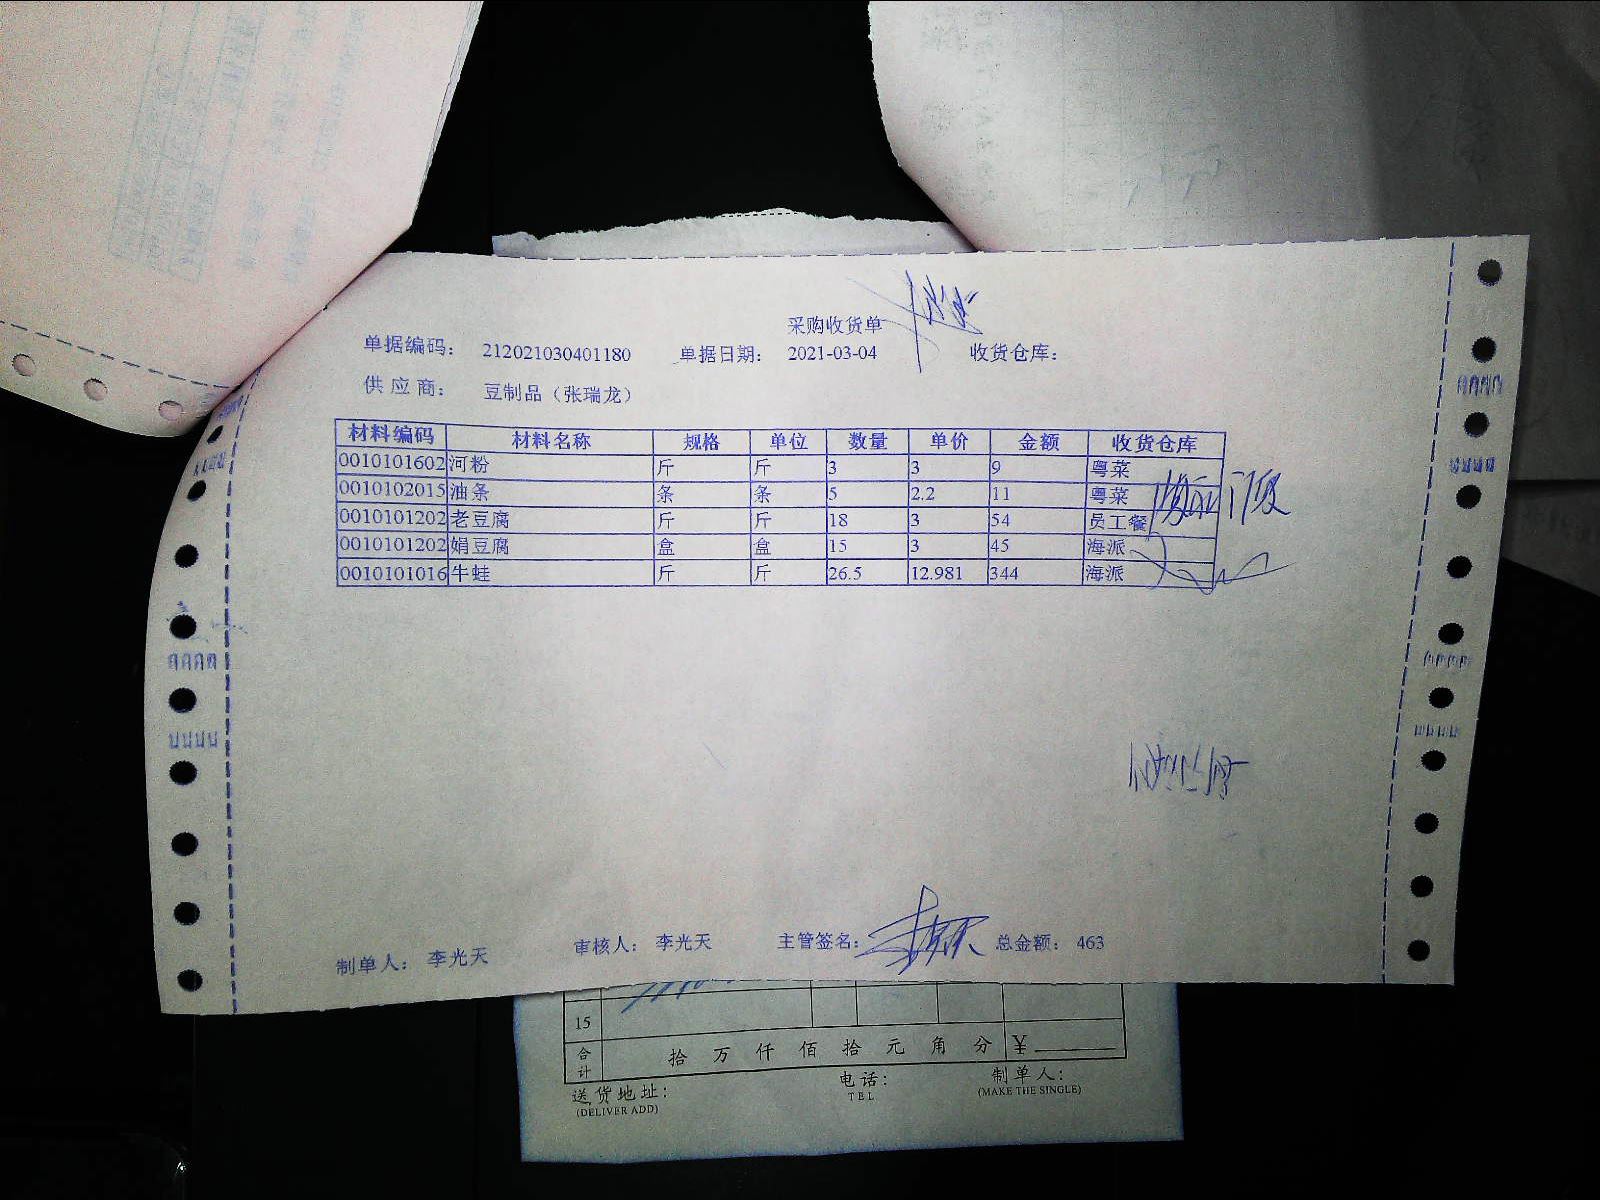 采购收货单
单据编码: 212021030401180 单据日期: 2021-03-04 收货仓库:
供应商: 豆制品（张瑞龙）
材料编码 材料名称 规格 单位 数量 单价 金额 收货仓库
0010101602 河粉 斤 斤 3 3 9 粤菜
0010102015 油条 条 条 5 2.2 11 粤菜
0010101202 老豆腐 斤 斤 18 3 54 员工餐
0010101202 娟豆腐 盒 盒 15 3 45 海派
0010101016 牛蛙 斤 斤 26.5 12.981 344 海派
制单人: 李光天 审核人: 李光天 主管签名: 总金额: 463
15
合计 拾 万 仟 佰 拾 元 角 分 ¥
送货地址: 电话: 制单人:
(DELIVER ADD) TEL (MAKE THE SINGLE)